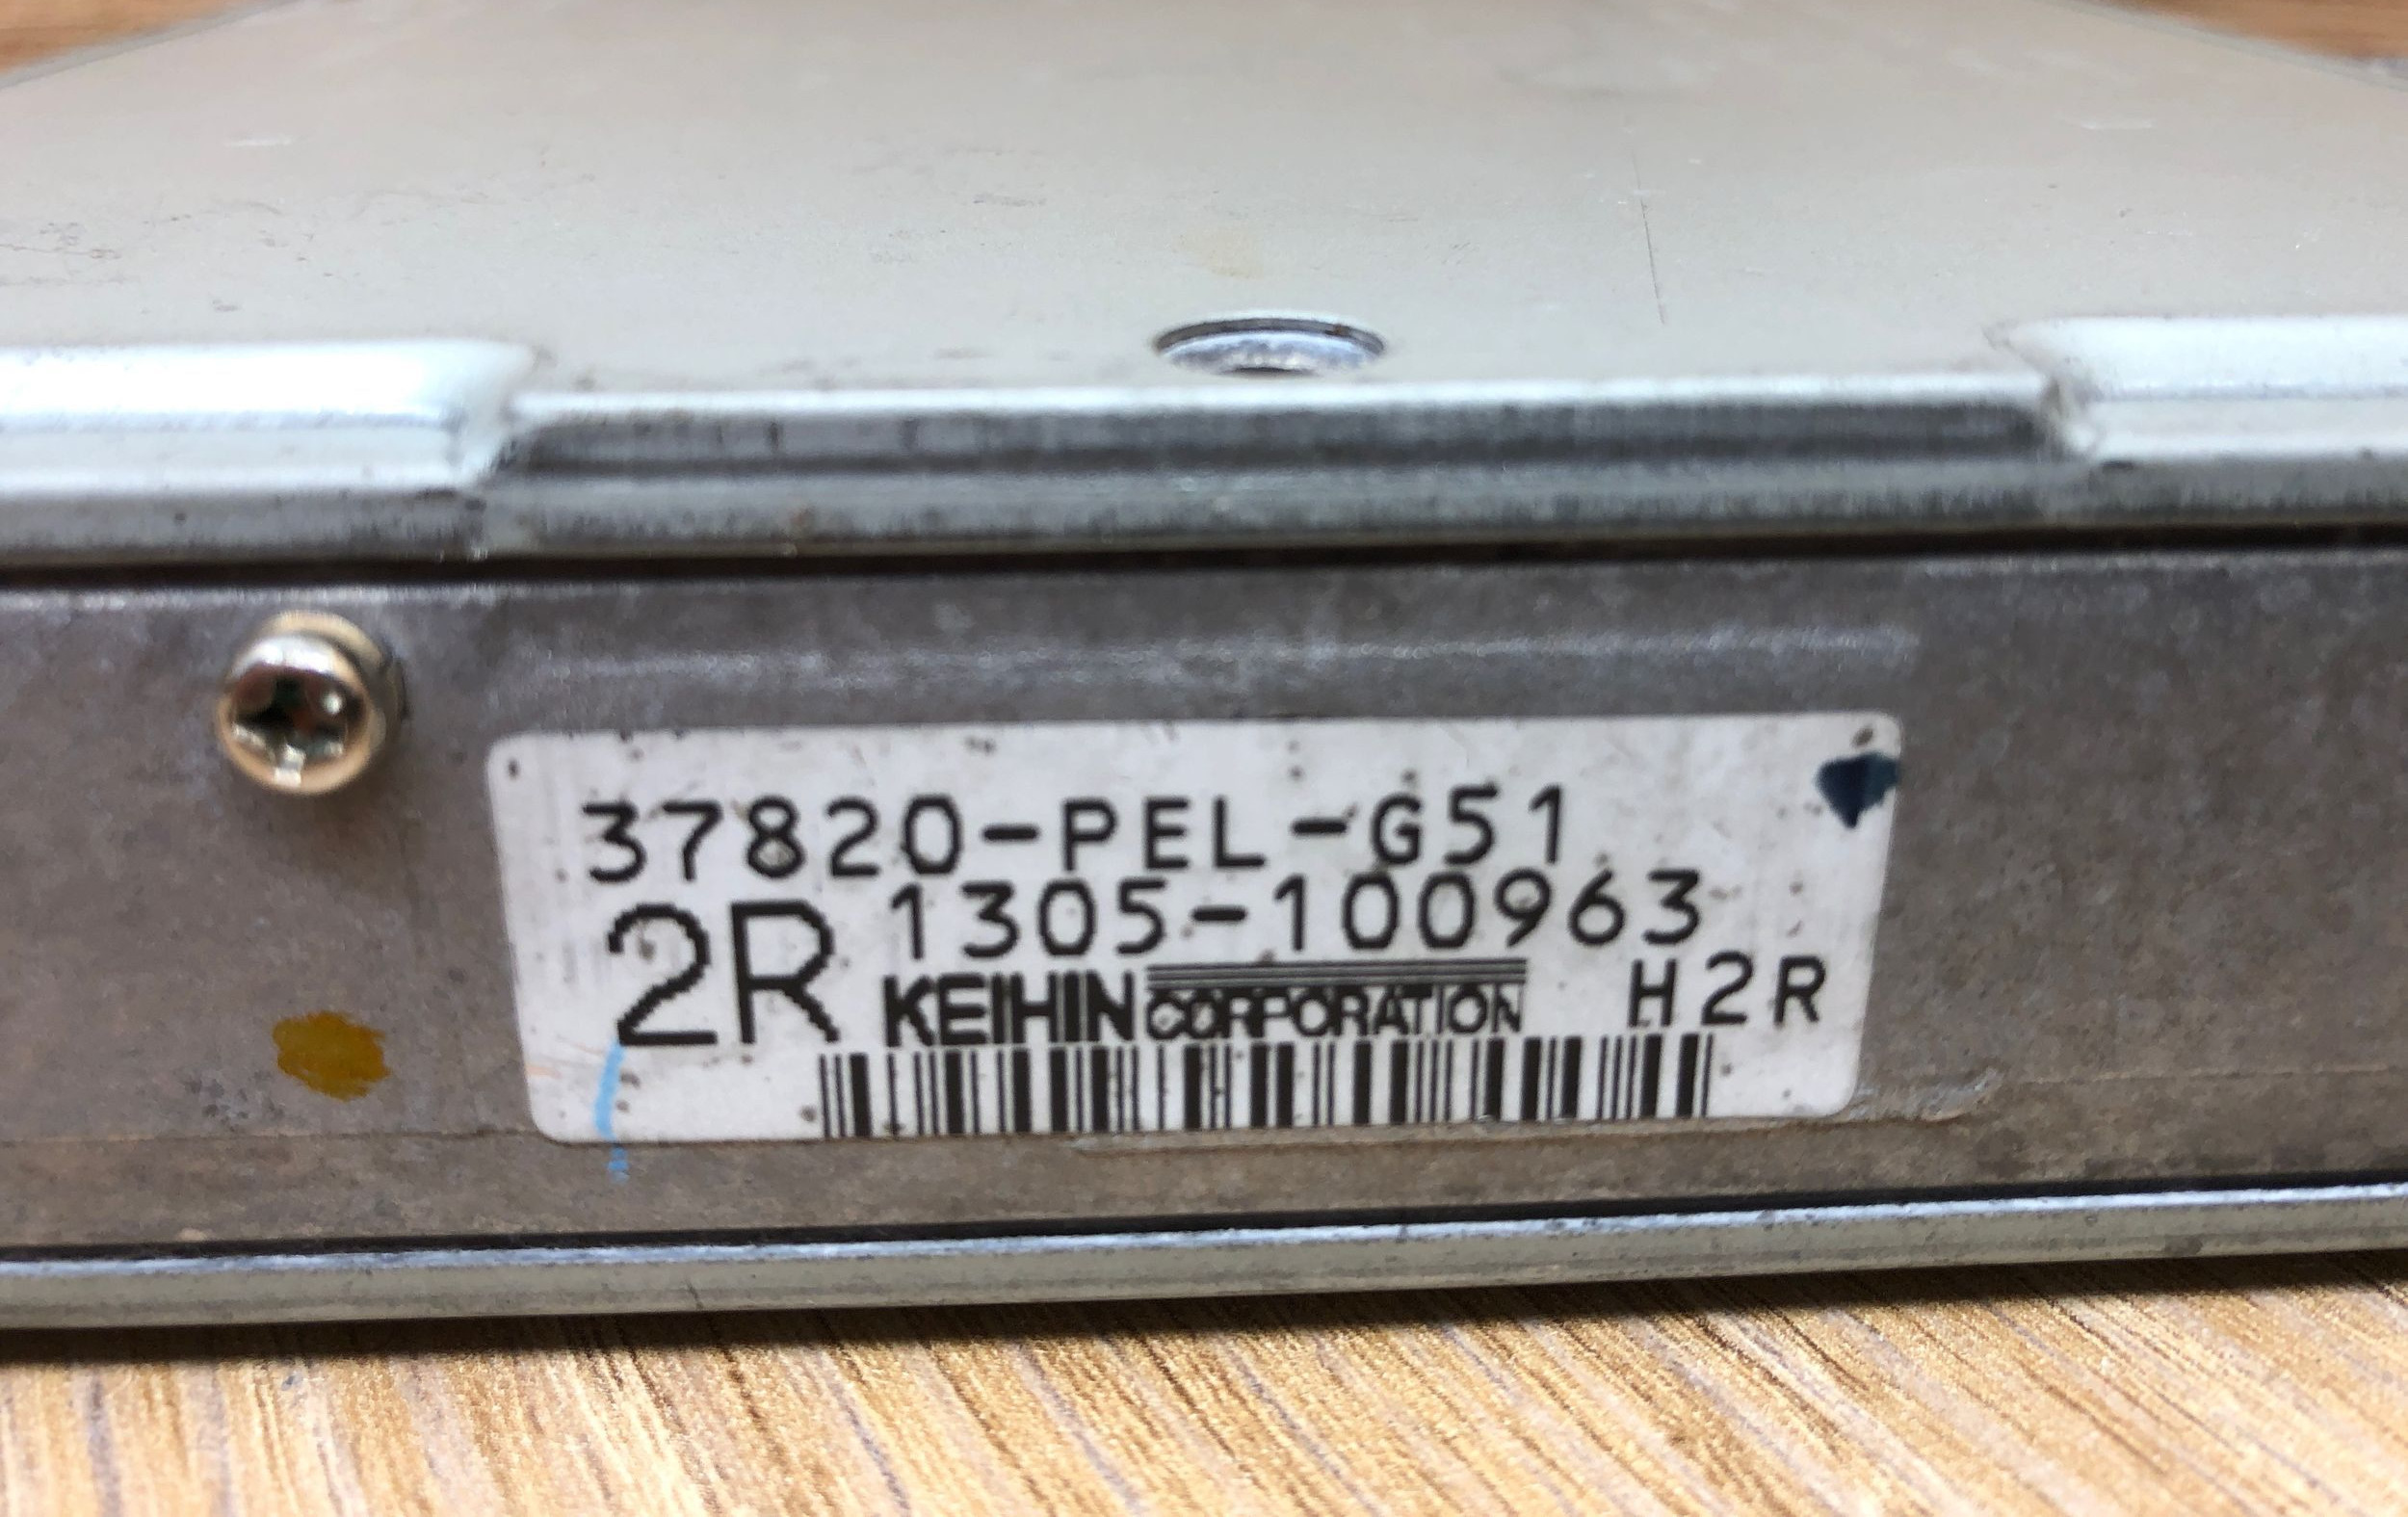 37820-PEL-G51
2R 1305-100963
KEIHIN CORPORATION H2R